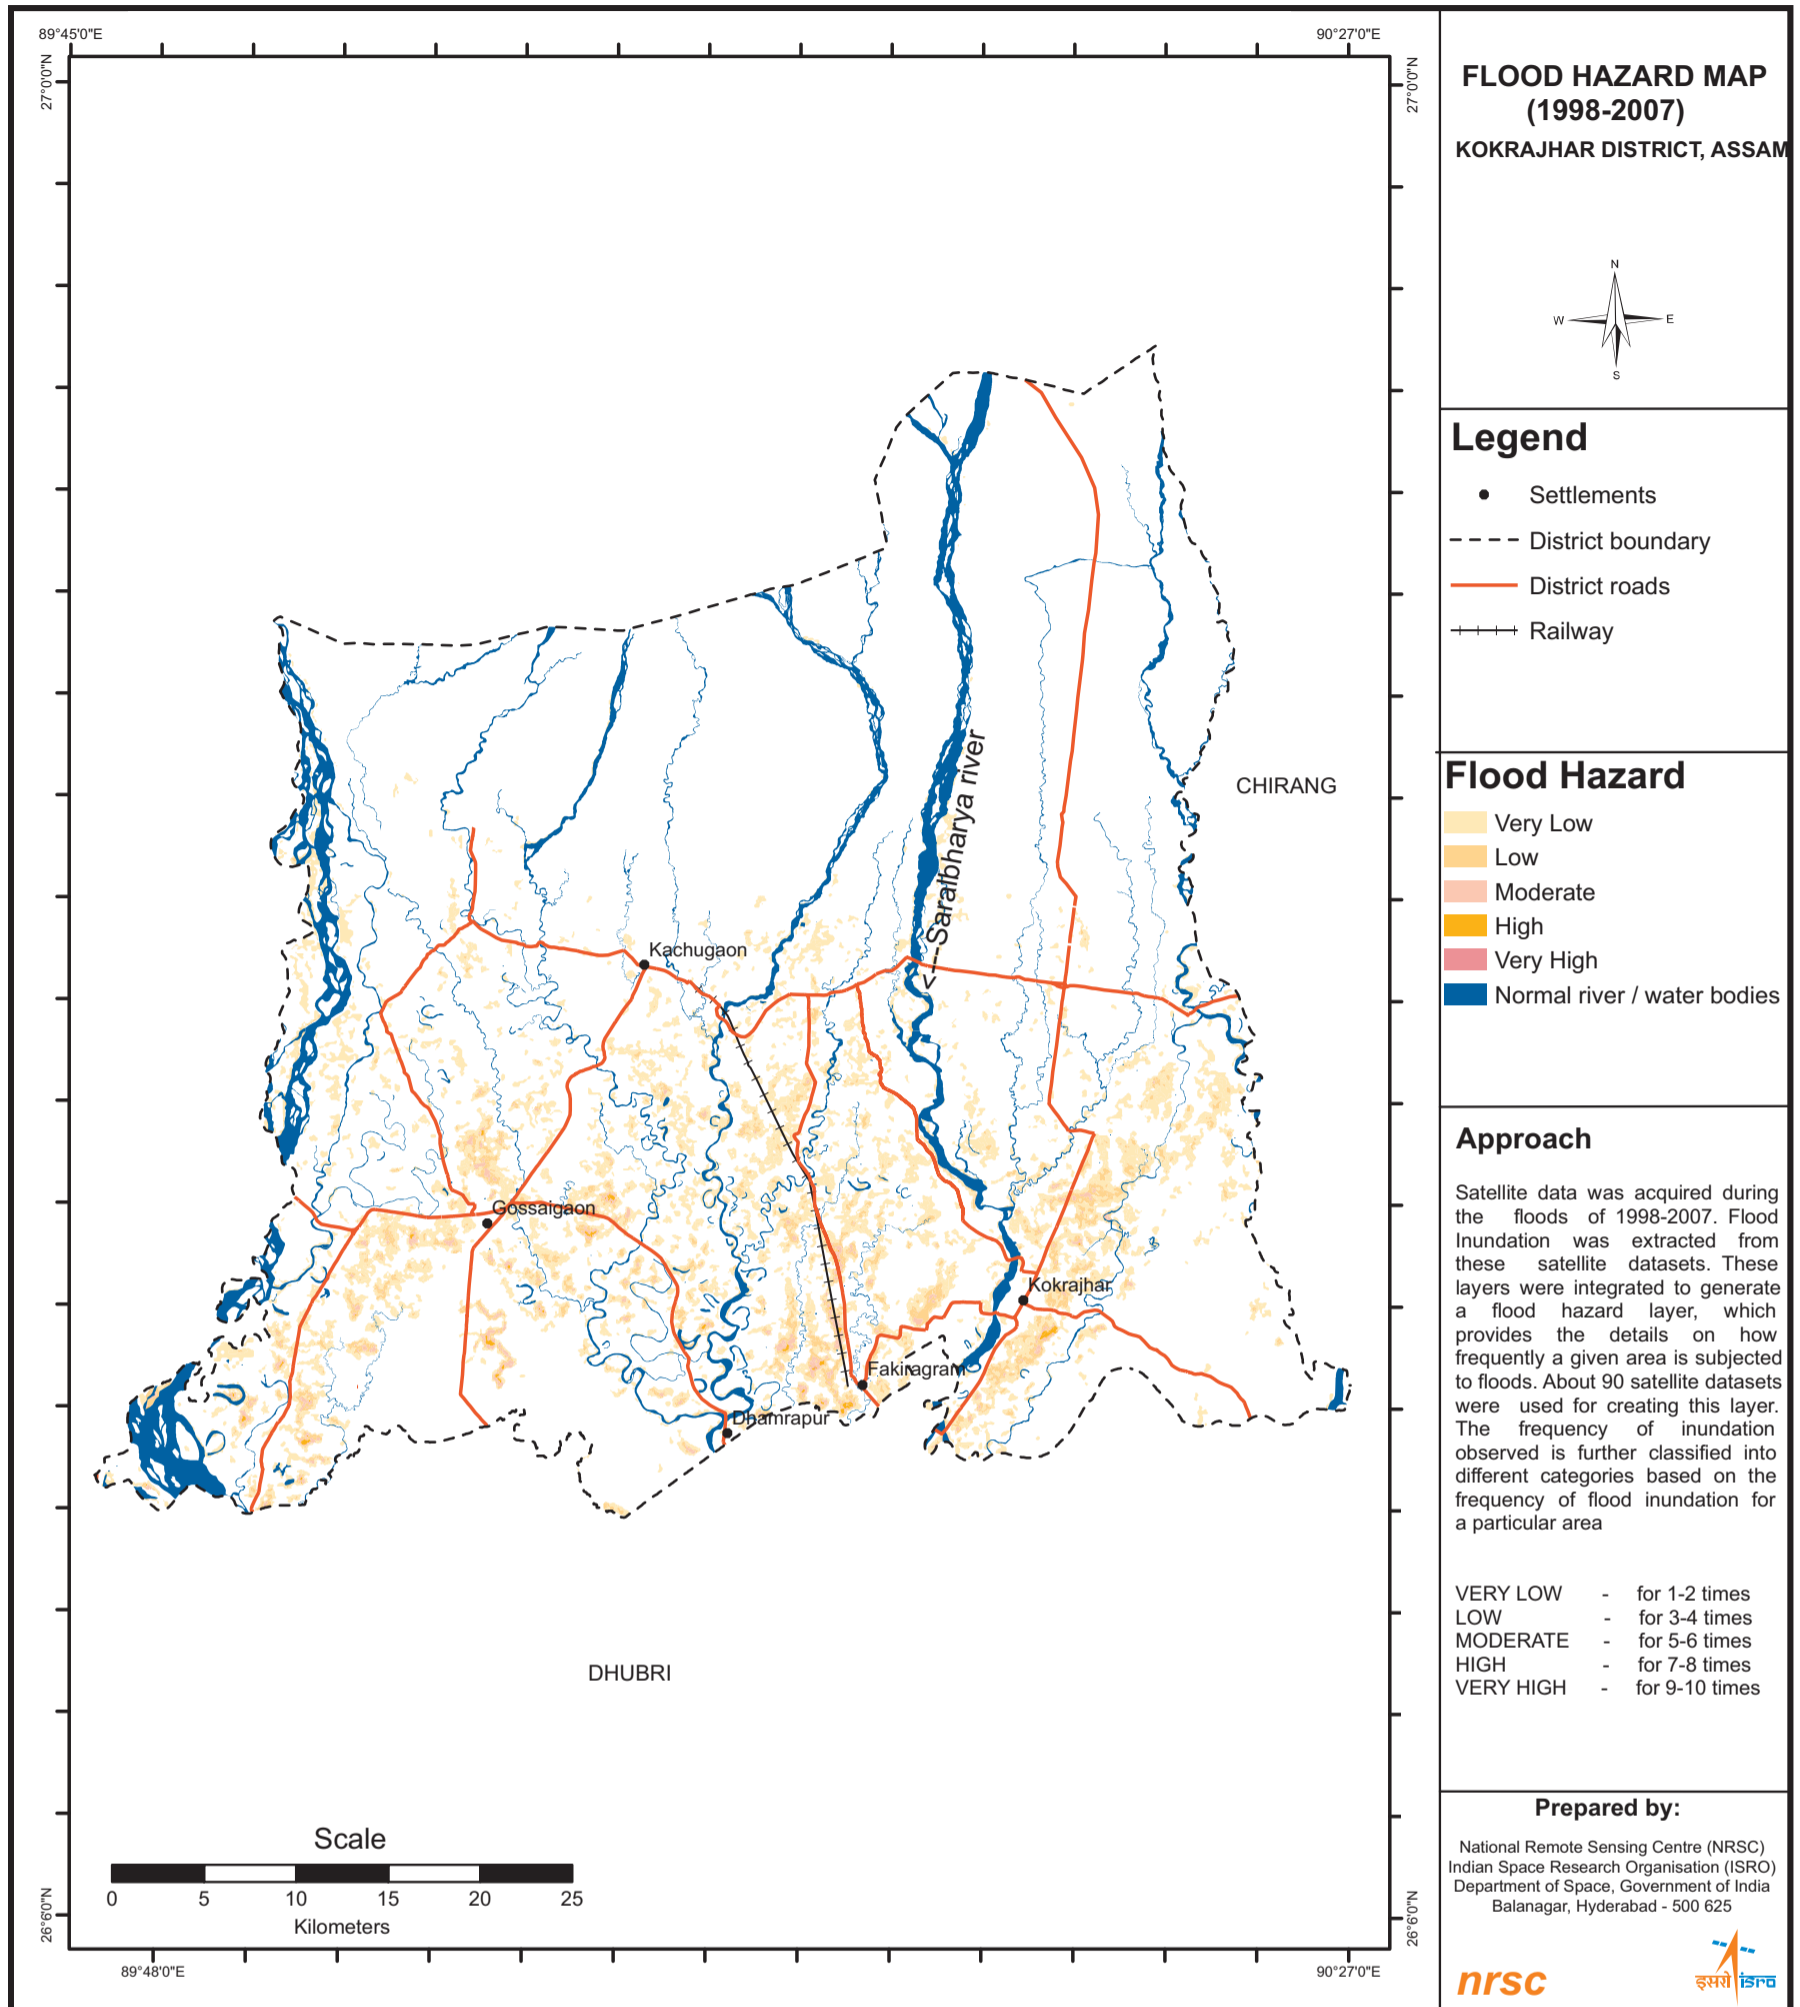 89°45'0"E
90°27'0"E
27°0'0"N
27°0'0"N
Saralbharya river
CHIRANG
Kachugaon
Gossaigaon
Kokrajhar
Fakiragram
Dhamrapur
DHUBRI
Scale
0 5 10 15 20 25
Kilometers
26°6'0"N
26°6'0"N
89°48'0"E
90°27'0"E
FLOOD HAZARD MAP
(1998-2007)
KOKRAJHAR DISTRICT, ASSAM
N
W E
S
Legend
Settlements
District boundary
District roads
Railway
Flood Hazard
Very Low
Low
Moderate
High
Very High
Normal river / water bodies
Approach
Satellite data was acquired during
the floods of 1998-2007. Flood
Inundation was extracted from
these satellite datasets. These
layers were integrated to generate
a flood hazard layer, which
provides the details on how
frequently a given area is subjected
to floods. About 90 satellite datasets
were used for creating this layer.
The frequency of inundation
observed is further classified into
different categories based on the
frequency of flood inundation for
a particular area
VERY LOW - for 1-2 times
LOW - for 3-4 times
MODERATE - for 5-6 times
HIGH - for 7-8 times
VERY HIGH - for 9-10 times
Prepared by:
National Remote Sensing Centre (NRSC)
Indian Space Research Organisation (ISRO)
Department of Space, Government of India
Balanagar, Hyderabad - 500 625
nrsc
इसरो isro